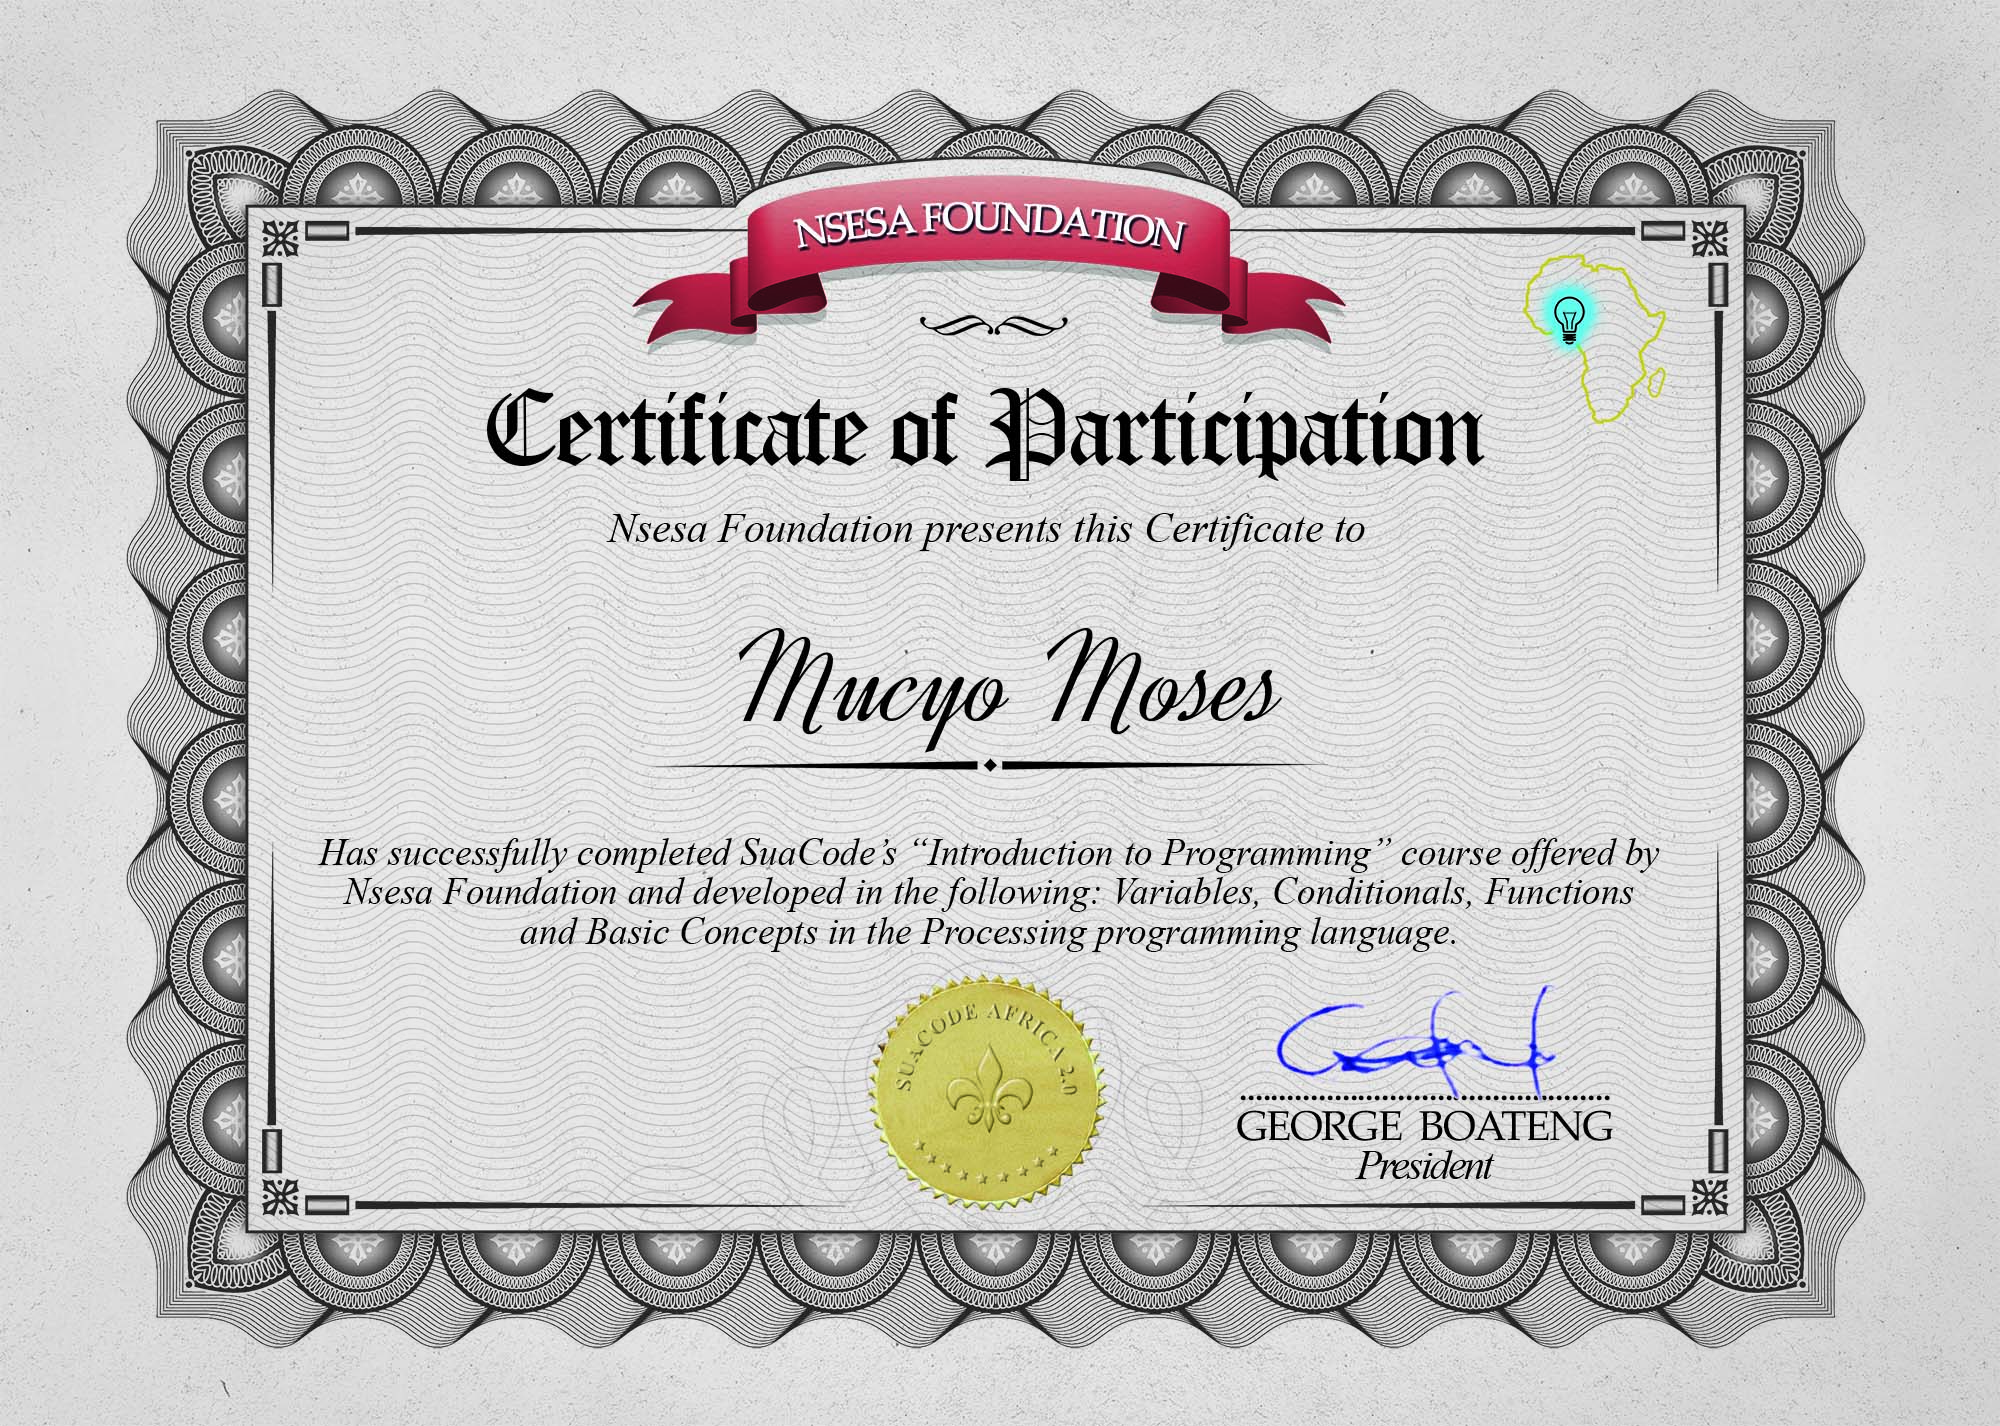 NSESA FOUNDATION
Certificate of Participation
Nsesa Foundation presents this Certificate to
Mucyo Moses
Has successfully completed SuaCode’s “Introduction to Programming” course offered by
Nsesa Foundation and developed in the following: Variables, Conditionals, Functions
and Basic Concepts in the Processing programming language.
SUACODE AFRICA 2.0
GEORGE BOATENG
President